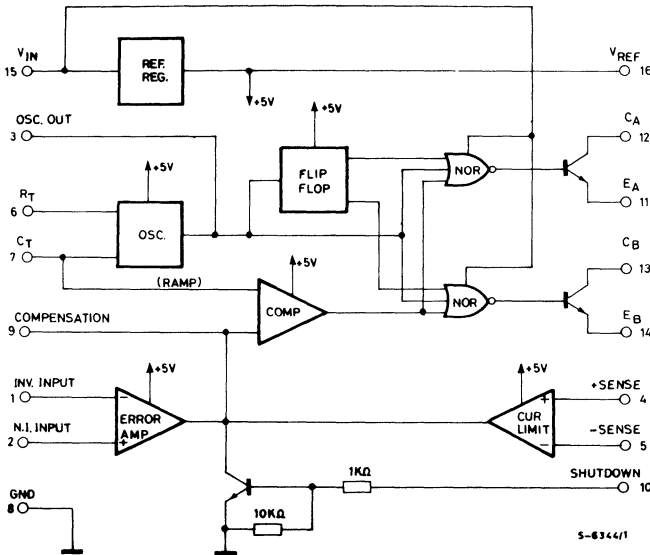 VIN
15
REF.
REG.
VREF
16
+5V
OSC. OUT
3
CA
12
+5V
+5V
FLIP
FLOP
NOR
RT
6
OSC.
EA
11
CT
7
(RAMP)
+5V
COMP
CB
13
NOR
COMPENSATION
9
EB
14
INV. INPUT
1
+5V
−
ERROR
AMP
+
N.I. INPUT
2
+5V
+
CUR
LIMIT
−
+SENSE
4
−SENSE
5
1KΩ
SHUTDOWN
10
10KΩ
GND
8
S-6344/1